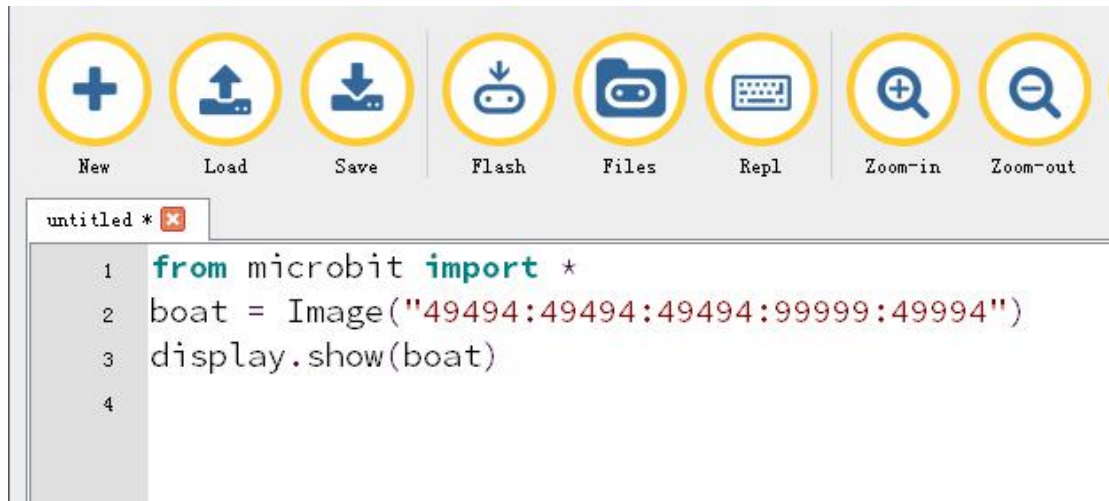 New Load Save Flash Files Repl Zoom-in Zoom-out
untitled *
1 from microbit import *
2 boat = Image("49494:49494:49494:99999:49994")
3 display.show(boat)
4